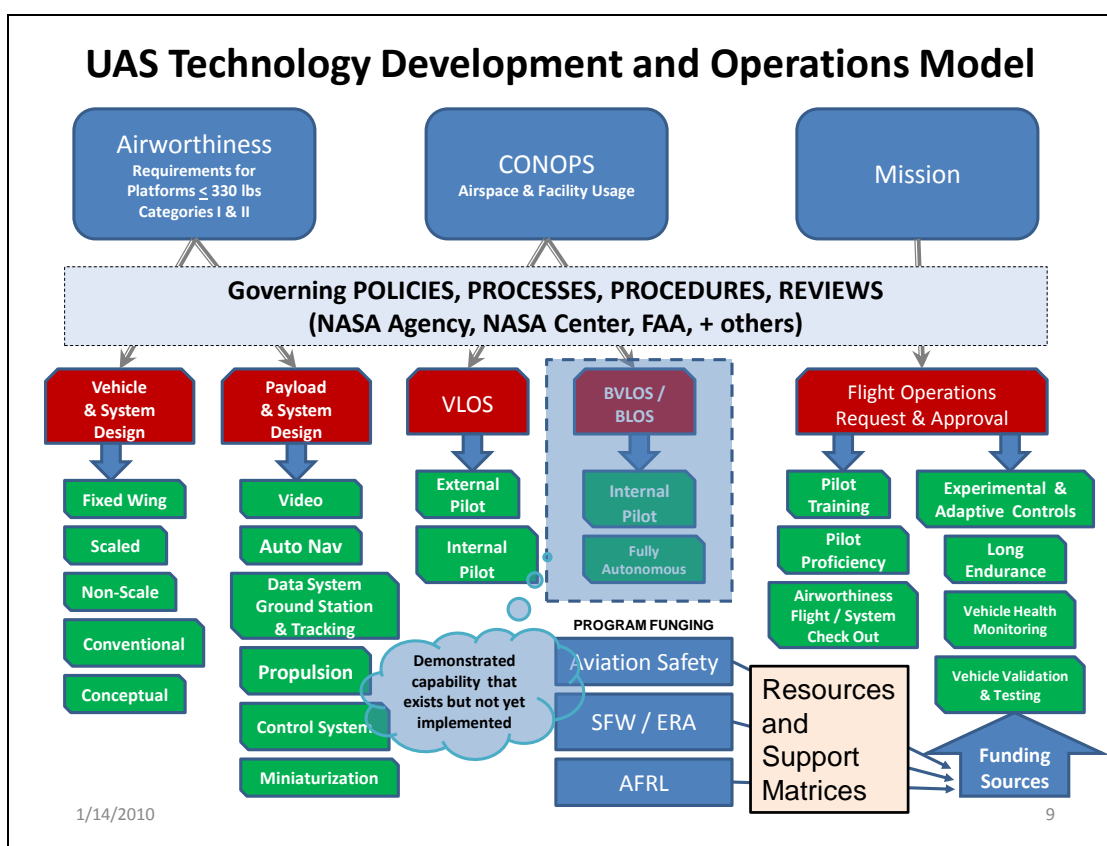 UAS Technology Development and Operations Model
Airworthiness
Requirements for
Platforms < 330 lbs
Categories I & II
CONOPS
Airspace & Facility Usage
Mission
Governing POLICIES, PROCESSES, PROCEDURES, REVIEWS
(NASA Agency, NASA Center, FAA, + others)
Vehicle
& System
Design
Payload
& System
Design
VLOS
BVLOS /
BLOS
Flight Operations
Request & Approval
Fixed Wing
Scaled
Non-Scale
Conventional
Conceptual
Video
Auto Nav
Data System
Ground Station
& Tracking
Propulsion
Control System
Miniaturization
External
Pilot
Internal
Pilot
Internal
Pilot
Fully
Autonomous
Pilot
Training
Pilot
Proficiency
Airworthiness
Flight / System
Check Out
Experimental &
Adaptive Controls
Long
Endurance
Vehicle Health
Monitoring
Vehicle Validation
& Testing
Demonstrated
capability that
exists but not yet
implemented
PROGRAM FUNGING
Aviation Safety
SFW / ERA
AFRL
Resources
and
Support
Matrices
Funding
Sources
1/14/2010
9